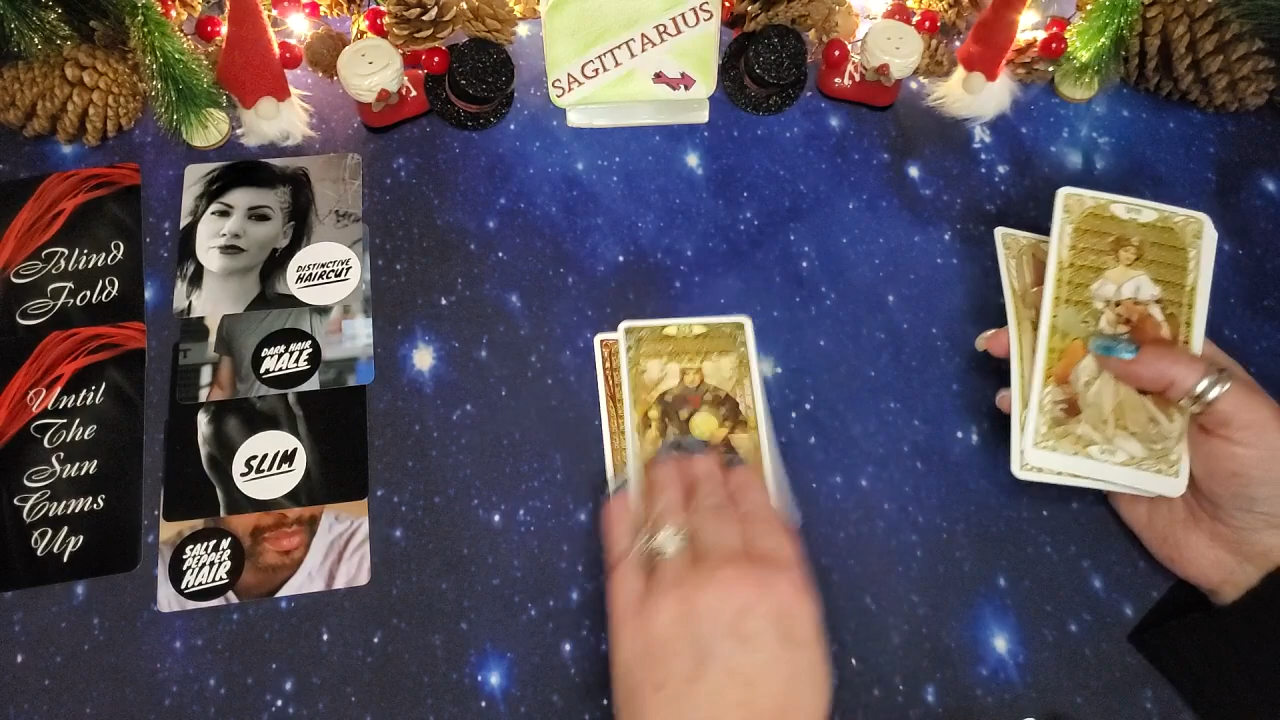 SAGITTARIUS
Blind
Fold
Until
The
Sun
Cums
Up
DISTINCTIVE
HAIRCUT
DARK HAIR
MALE
SLIM
SALT N
PEPPER
HAIR